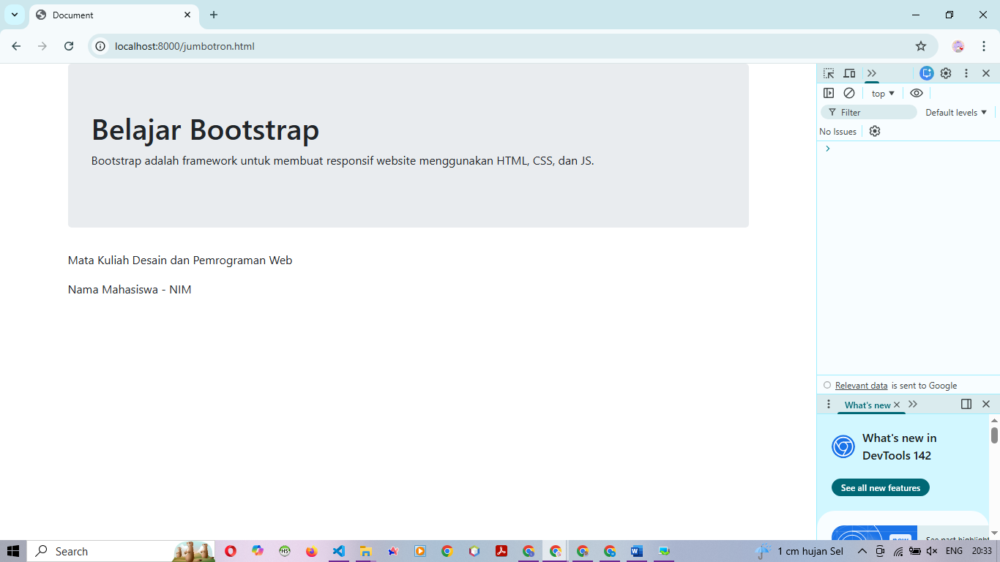 Document
localhost:8000/jumbotron.html
Belajar Bootstrap
Bootstrap adalah framework untuk membuat responsif website menggunakan HTML, CSS, dan JS.
Mata Kuliah Desain dan Pemrograman Web
Nama Mahasiswa - NIM
top
Filter
Default levels
No Issues
Relevant data is sent to Google
What's new
What's new in
DevTools 142
See all new features
new
See past highlight
Search
HS
1 cm hujan Sel
ENG
20:33